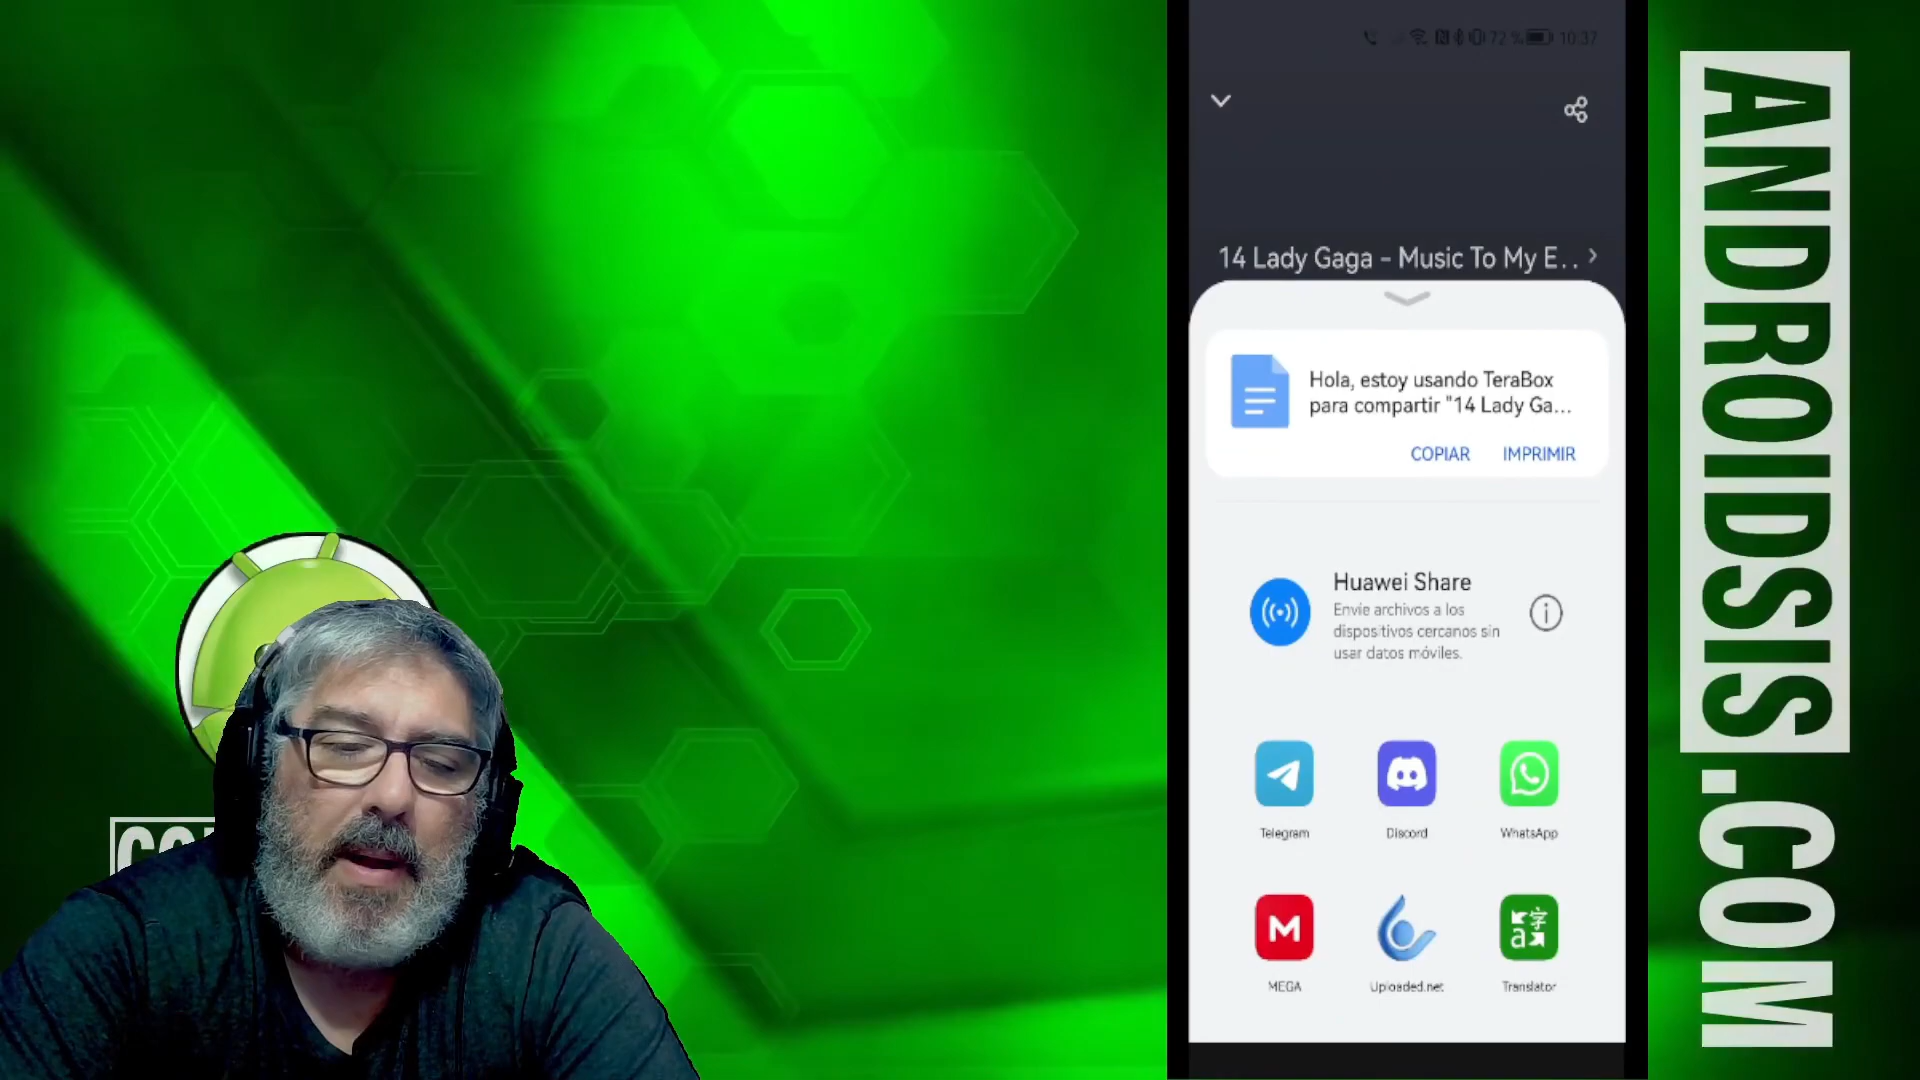 72 % 10:37
14 Lady Gaga - Music To My E...
Hola, estoy usando TeraBox
para compartir "14 Lady Ga...
COPIAR IMPRIMIR
Huawei Share
Envíe archivos a los
dispositivos cercanos sin
usar datos móviles.
Telegram Discord WhatsApp
MEGA Uploaded.net Translator
ANDROIDSIS.COM